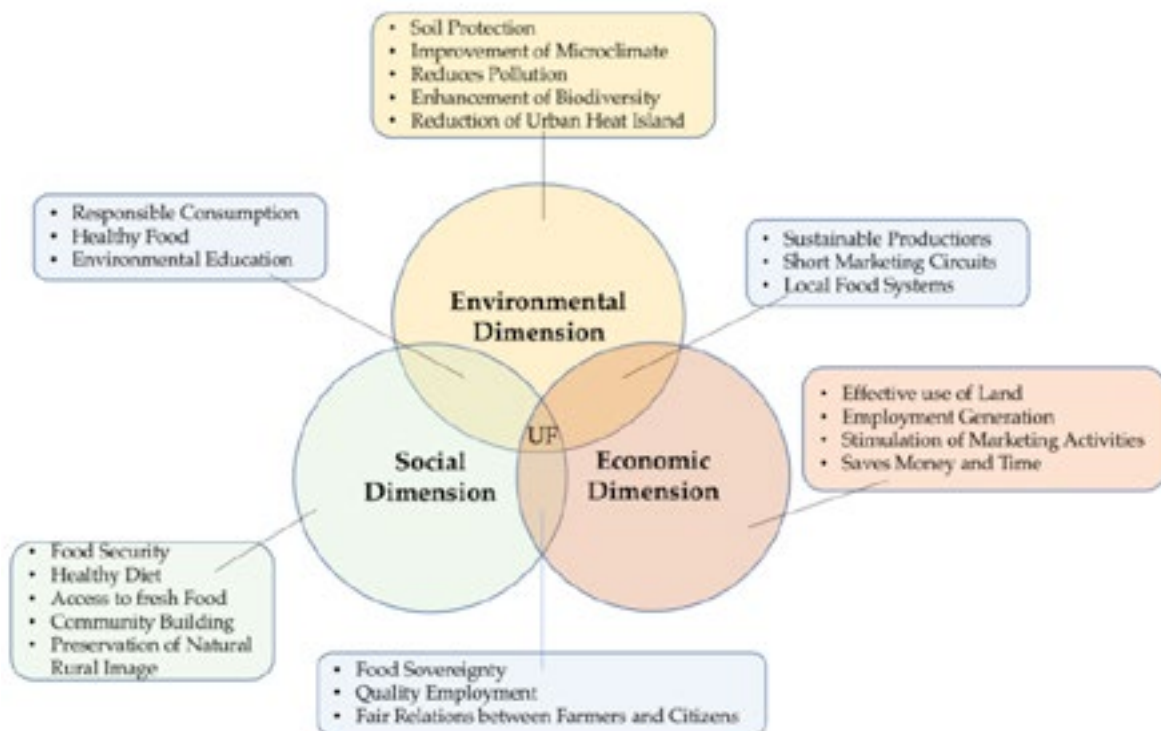 • Soil Protection
• Improvement of Microclimate
• Reduces Pollution
• Enhancement of Biodiversity
• Reduction of Urban Heat Island
• Responsible Consumption
• Healthy Food
• Environmental Education
• Sustainable Productions
• Short Marketing Circuits
• Local Food Systems
Environmental
Dimension
• Effective use of Land
• Employment Generation
• Stimulation of Marketing Activities
• Saves Money and Time
UF
Social
Dimension
Economic
Dimension
• Food Security
• Healthy Diet
• Access to fresh Food
• Community Building
• Preservation of Natural
Rural Image
• Food Sovereignty
• Quality Employment
• Fair Relations between Farmers and Citizens